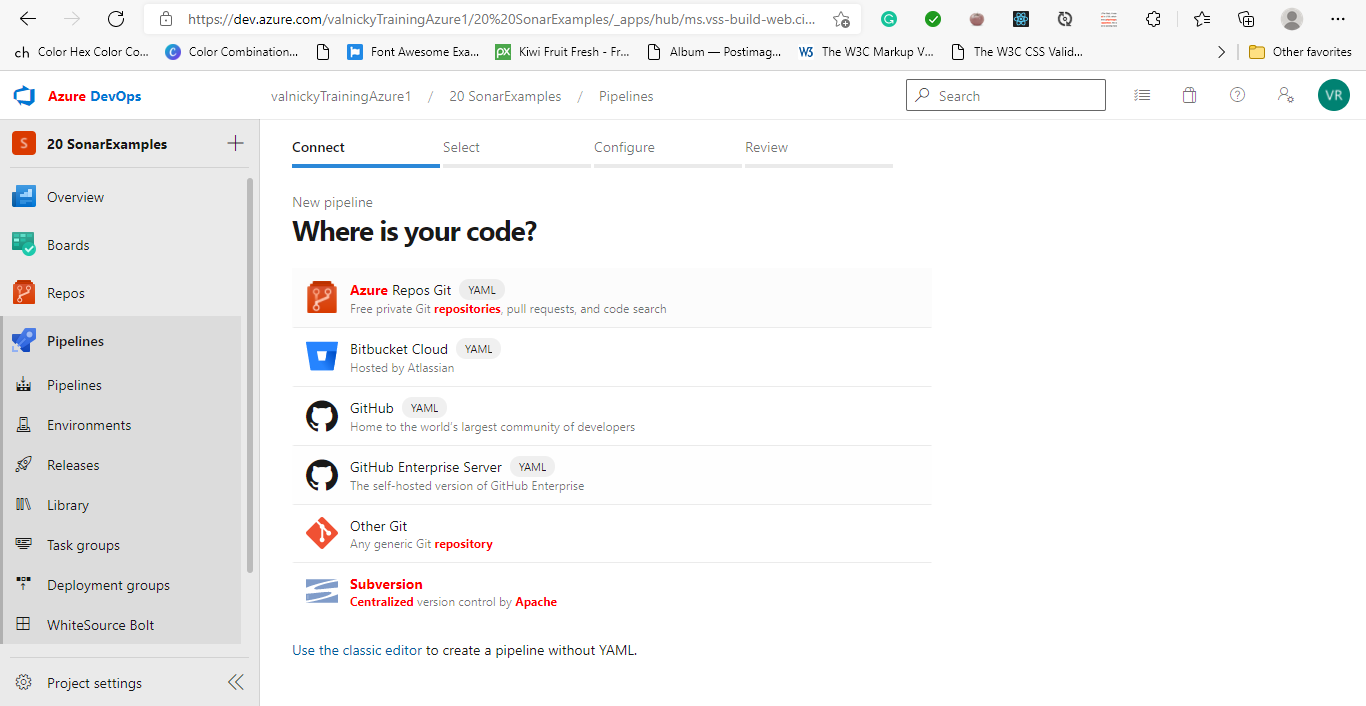 https://dev.azure.com/valnickyTrainingAzure1/20%20SonarExamples/_apps/hub/ms.vss-build-web.ci...
ch Color Hex Color Co...
C Color Combination...
Font Awesome Exa...
px Kiwi Fruit Fresh - Fr...
Album — Postimag...
W3 The W3C Markup V...
The W3C CSS Valid...
Other favorites
Azure DevOps
valnickyTrainingAzure1 / 20 SonarExamples / Pipelines
Search
VR
S 20 SonarExamples
Overview
Boards
Repos
Pipelines
Pipelines
Environments
Releases
Library
Task groups
Deployment groups
WhiteSource Bolt
Project settings
Connect
Select
Configure
Review
New pipeline
Where is your code?
Azure Repos Git YAML
Free private Git repositories, pull requests, and code search
Bitbucket Cloud YAML
Hosted by Atlassian
GitHub YAML
Home to the world's largest community of developers
GitHub Enterprise Server YAML
The self-hosted version of GitHub Enterprise
Other Git
Any generic Git repository
Subversion
Centralized version control by Apache
Use the classic editor to create a pipeline without YAML.